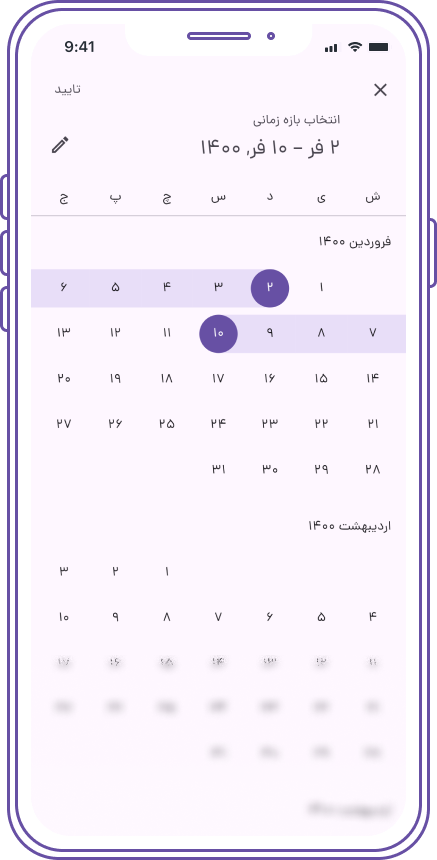 9:41
تایید
انتخاب بازه زمانی
۲ فر – ۱۰ فر, ۱۴۰۰
ش ی د س چ پ ج
فروردین ۱۴۰۰
۱ ۲ ۳ ۴ ۵ ۶
۷ ۸ ۹ ۱۰ ۱۱ ۱۲ ۱۳
۱۴ ۱۵ ۱۶ ۱۷ ۱۸ ۱۹ ۲۰
۲۱ ۲۲ ۲۳ ۲۴ ۲۵ ۲۶ ۲۷
۲۸ ۲۹ ۳۰ ۳۱
اردیبهشت ۱۴۰۰
۱ ۲ ۳
۴ ۵ ۶ ۷ ۸ ۹ ۱۰